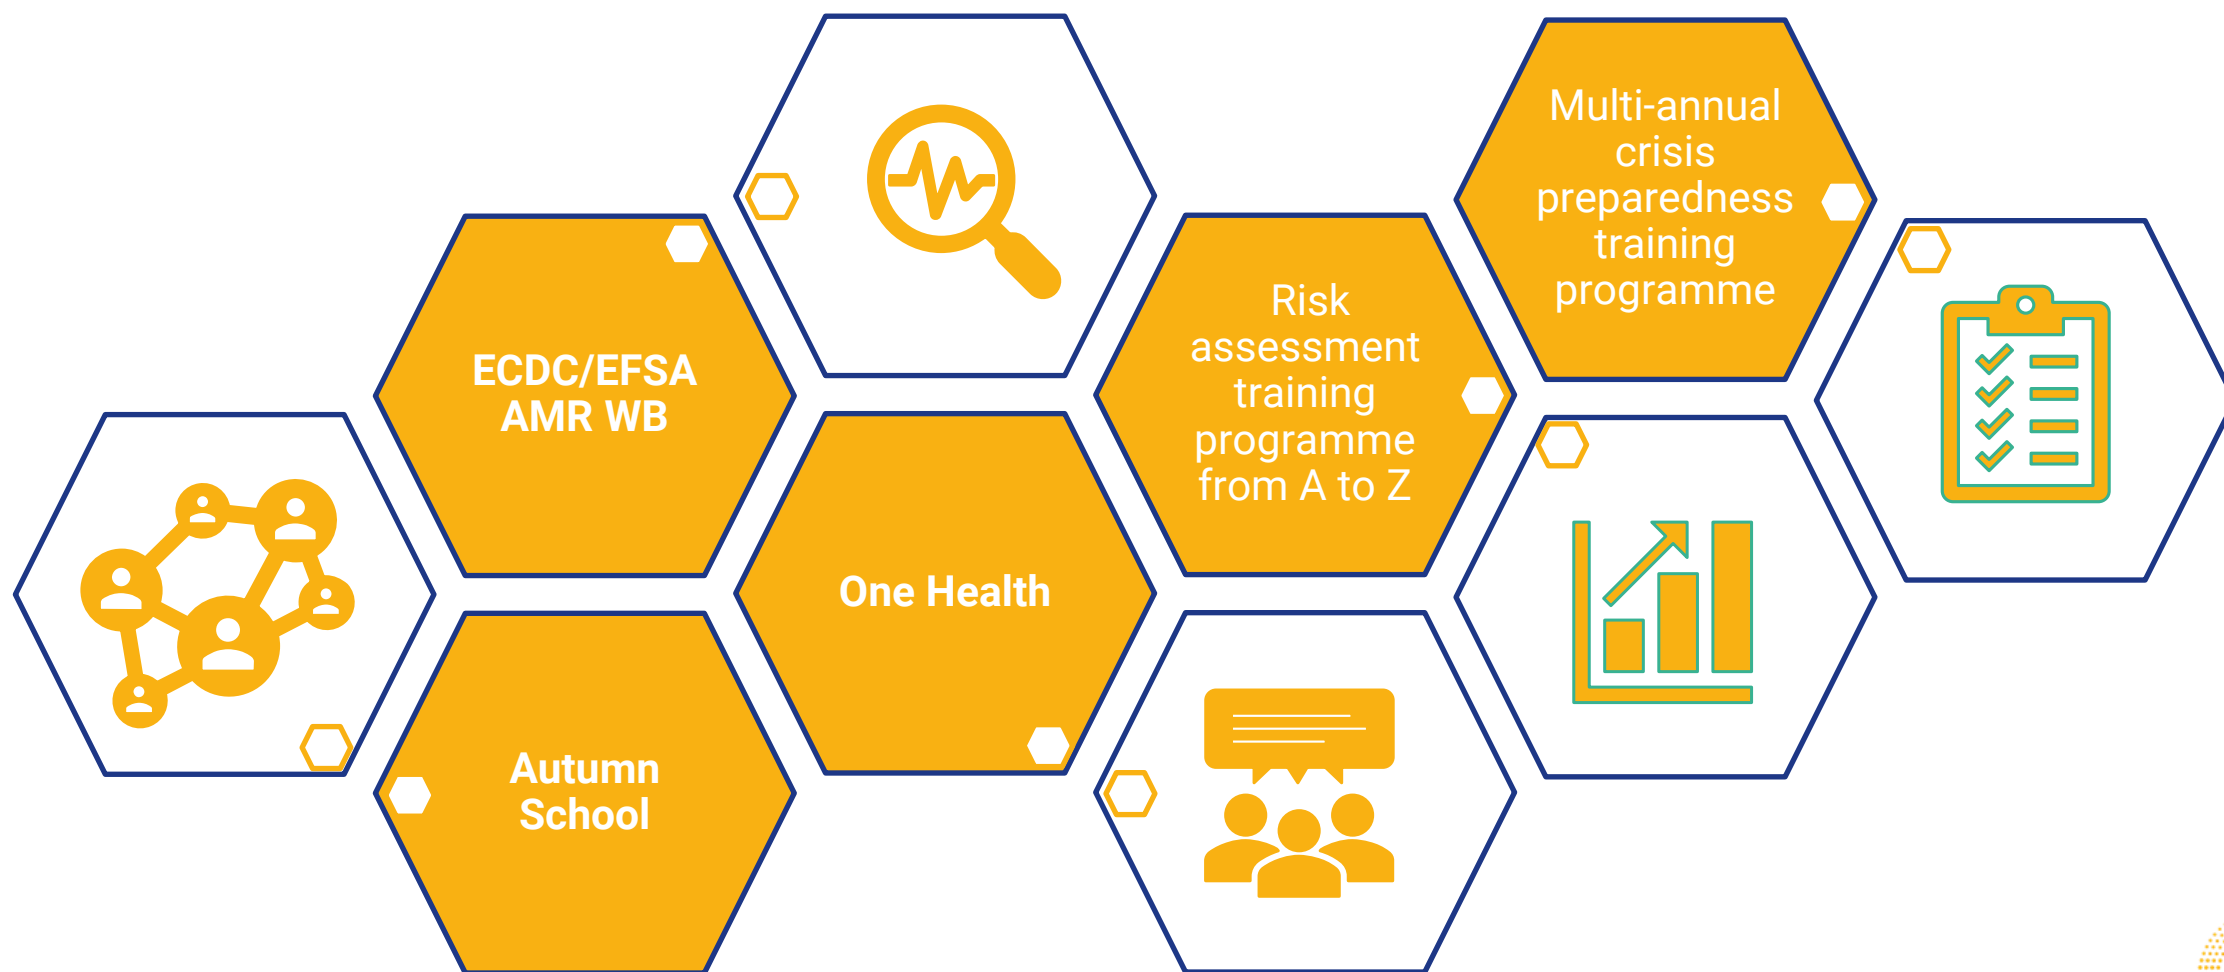 ECDC/EFSA
AMR WB
Autumn
School
One Health
Risk
assessment
training
programme
from A to Z
Multi-annual
crisis
preparedness
training
programme